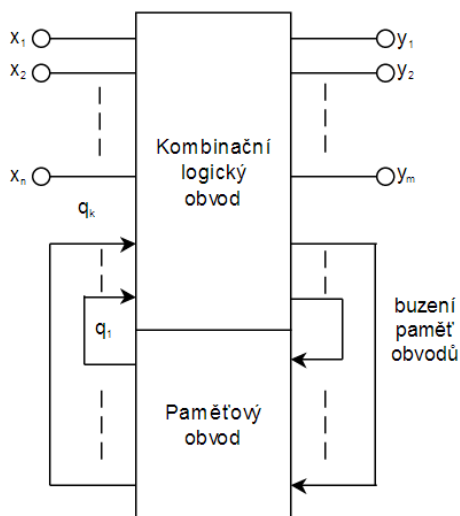 x₁
y₁
x₂
y₂
Kombinační
logický
obvod
xₙ
yₘ
qₖ
q₁
buzení
paměť
obvodů
Paměťový
obvod